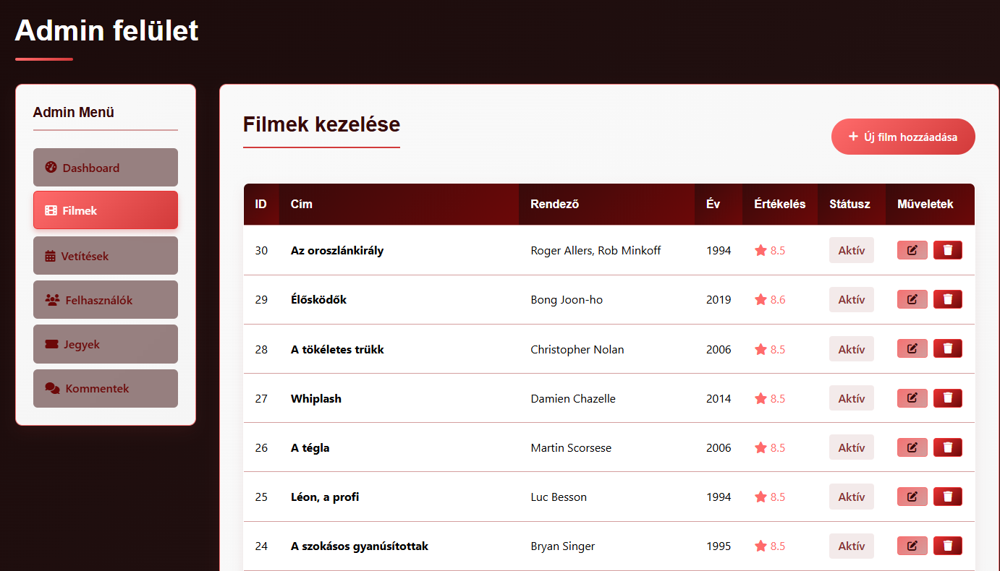 Admin felület
Admin Menü
Dashboard
Filmek
Vetítések
Felhasználók
Jegyek
Kommentek
Filmek kezelése
Új film hozzáadása
ID Cím Rendező Év Értékelés Státusz Műveletek
30 Az oroszlánkirály Roger Allers, Rob Minkoff 1994 8.5 Aktív
29 Élősködők Bong Joon-ho 2019 8.6 Aktív
28 A tökéletes trükk Christopher Nolan 2006 8.5 Aktív
27 Whiplash Damien Chazelle 2014 8.5 Aktív
26 A tégla Martin Scorsese 2006 8.5 Aktív
25 Léon, a profi Luc Besson 1994 8.5 Aktív
24 A szokásos gyanúsítottak Bryan Singer 1995 8.5 Aktív